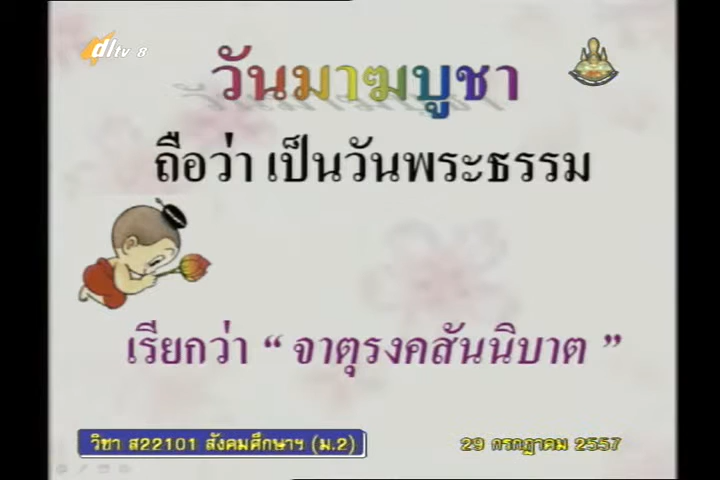 dltv 8
วันมาฆบูชา
ถือว่า เป็นวันพระธรรม
เรียกว่า “ จาตุรงคสันนิบาต ”
วิชา ส22101 สังคมศึกษาฯ (ม.2)
29 กรกฎาคม 2557